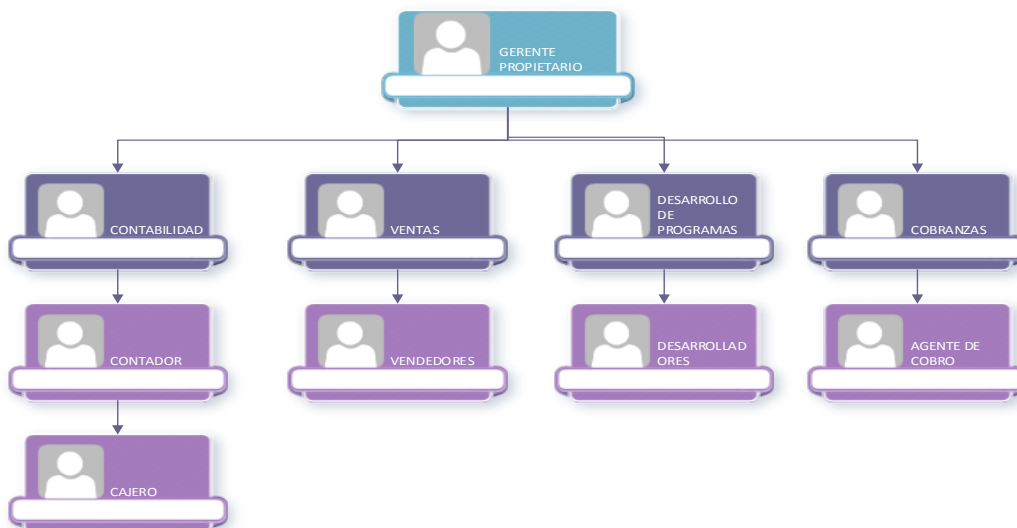 GERENTE
PROPIETARIO
CONTABILIDAD
VENTAS
DESARROLLO
DE
PROGRAMAS
COBRANZAS
CONTADOR
VENDEDORES
DESARROLLAD
ORES
AGENTE DE
COBRO
CAJERO